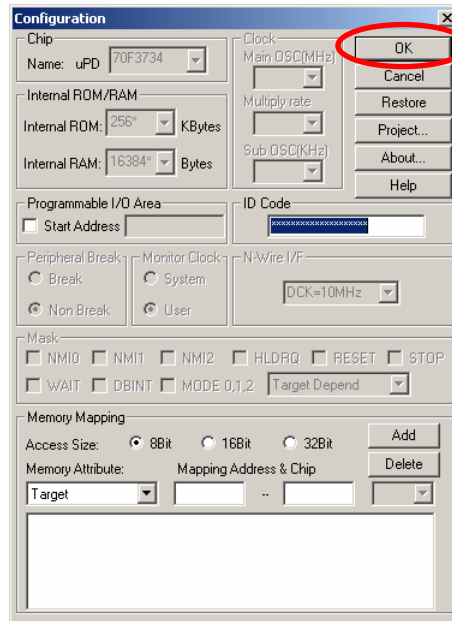 Configuration
Chip
Name: uPD 70F3734
Clock
Main OSC(MHz)
Multiply rate
Sub OSC(KHz)
OK
Cancel
Restore
Project...
About...
Help
Internal ROM/RAM
Internal ROM: 256* KBytes
Internal RAM: 16384* Bytes
Programmable I/O Area
Start Address
ID Code
********************
Peripheral Break
Break
Non Break
Monitor Clock
System
User
N-Wire I/F
DCK=10MHz
Mask
NMI0 NMI1 NMI2 HLDRQ RESET STOP
WAIT DBINT MODE 0,1,2 Target Depend
Memory Mapping
Access Size: 8Bit 16Bit 32Bit
Add
Memory Attribute: Mapping Address & Chip
Delete
Target --